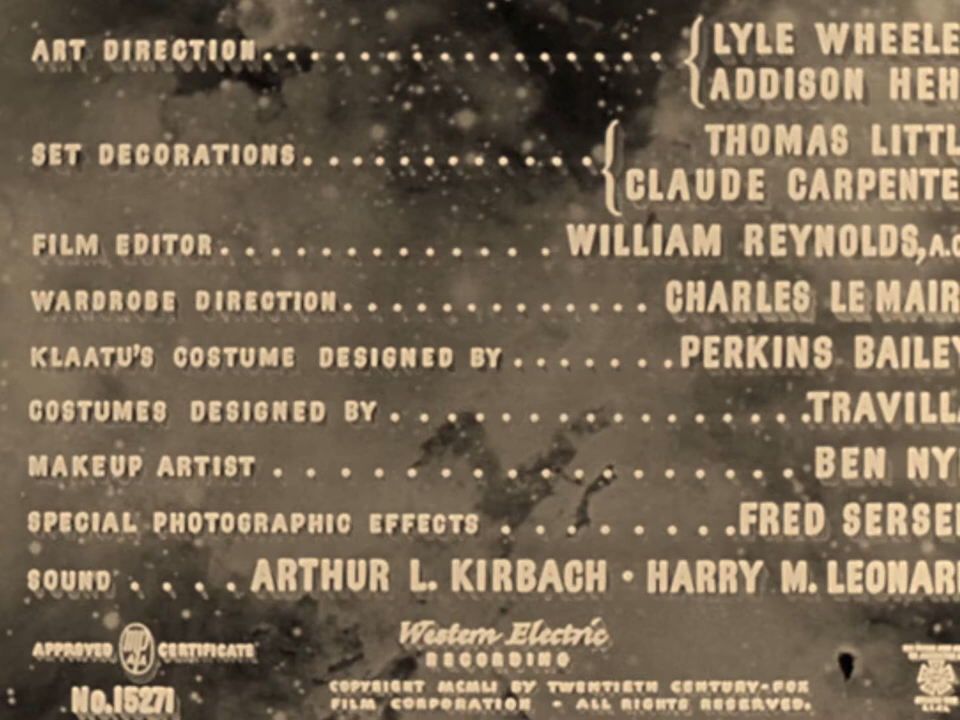 ART DIRECTION. . . . . . . . . . . . . . . . . { LYLE WHEELE
ADDISON HEH
SET DECORATIONS. . . . . . . . . . . . . { THOMAS LITTL
CLAUDE CARPENTE
FILM EDITOR . . . . . . . . . . . . . WILLIAM REYNOLDS, A.C
WARDROBE DIRECTION. . . . . . . . . . . . . CHARLES LE MAIR
KLAATU'S COSTUME DESIGNED BY . . . . . . . PERKINS BAILEY
COSTUMES DESIGNED BY . . . . . . . . . . . . . . . . TRAVILLA
MAKEUP ARTIST . . . . . . . . . . . . . . . . BEN NYE
SPECIAL PHOTOGRAPHIC EFFECTS . . . . . . . . . FRED SERSEN
SOUND . . . . ARTHUR L. KIRBACH • HARRY M. LEONAR
APPROVED CERTIFICATE
No. 15271
Western Electric
RECORDING
COPYRIGHT MCMLI BY TWENTIETH CENTURY-FOX
FILM CORPORATION - ALL RIGHTS RESERVED.